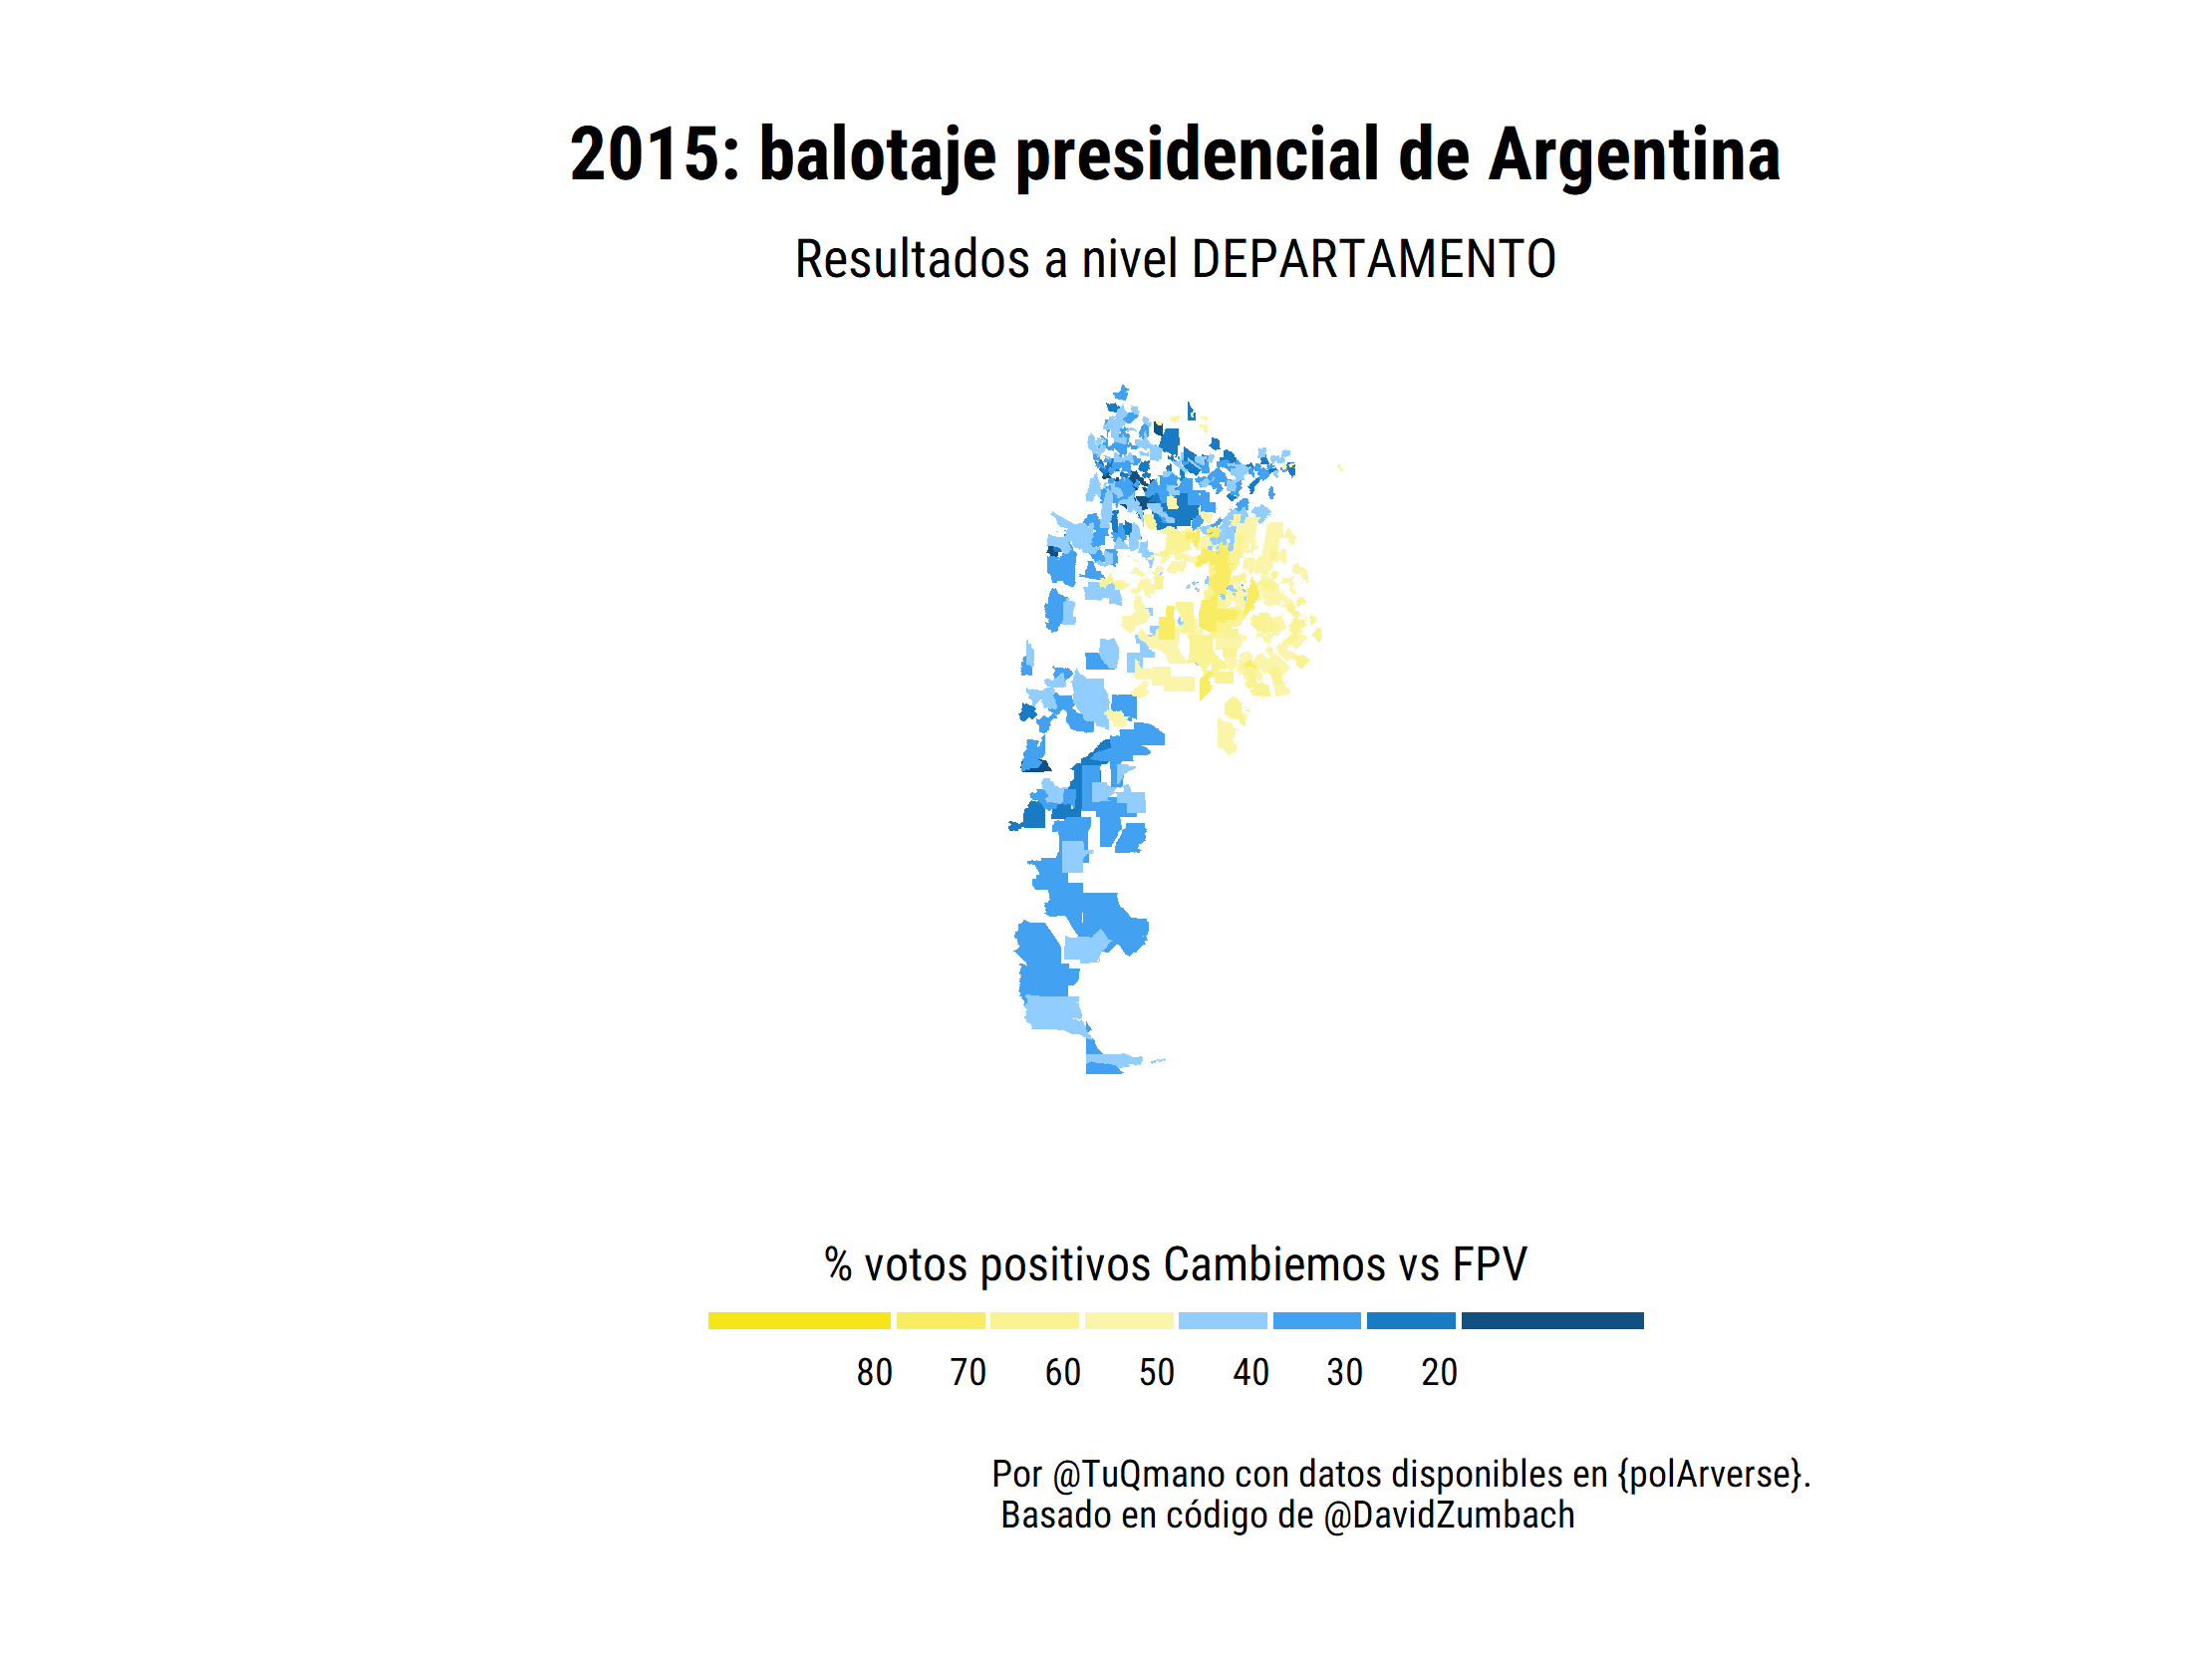 2015: balotaje presidencial de Argentina
Resultados a nivel DEPARTAMENTO
% votos positivos Cambiemos vs FPV
80 70 60 50 40 30 20
Por @TuQmano con datos disponibles en {polArverse}.
Basado en código de @DavidZumbach